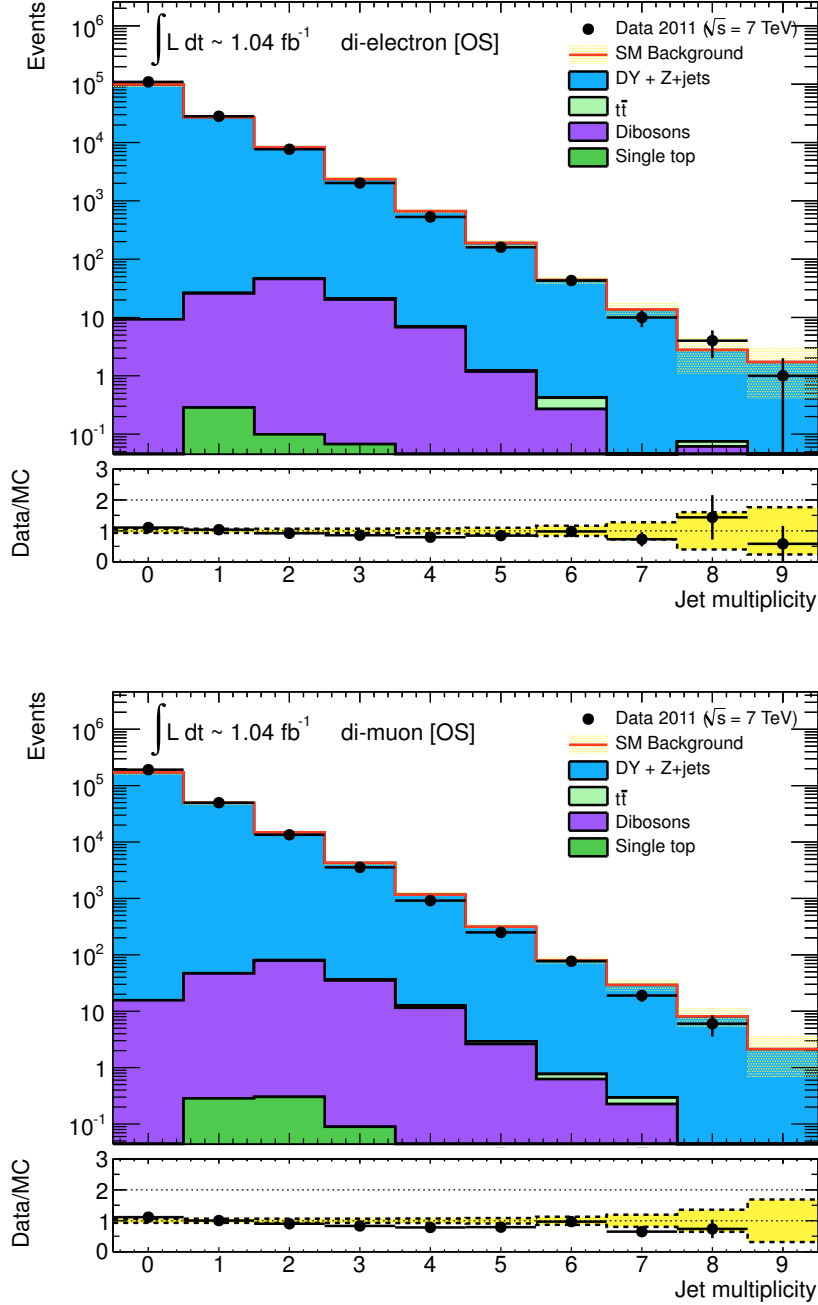 Events
∫ L dt ~ 1.04 fb⁻¹ di-electron [OS]
Data 2011 (√s = 7 TeV)
SM Background
DY + Z+jets
tt̄
Dibosons
Single top
10⁶
10⁵
10⁴
10³
10²
10
1
10⁻¹
Data/MC
3
2
1
0
0 1 2 3 4 5 6 7 8 9
Jet multiplicity
Events
∫ L dt ~ 1.04 fb⁻¹ di-muon [OS]
Data 2011 (√s = 7 TeV)
SM Background
DY + Z+jets
tt̄
Dibosons
Single top
10⁶
10⁵
10⁴
10³
10²
10
1
10⁻¹
Data/MC
3
2
1
0
0 1 2 3 4 5 6 7 8 9
Jet multiplicity